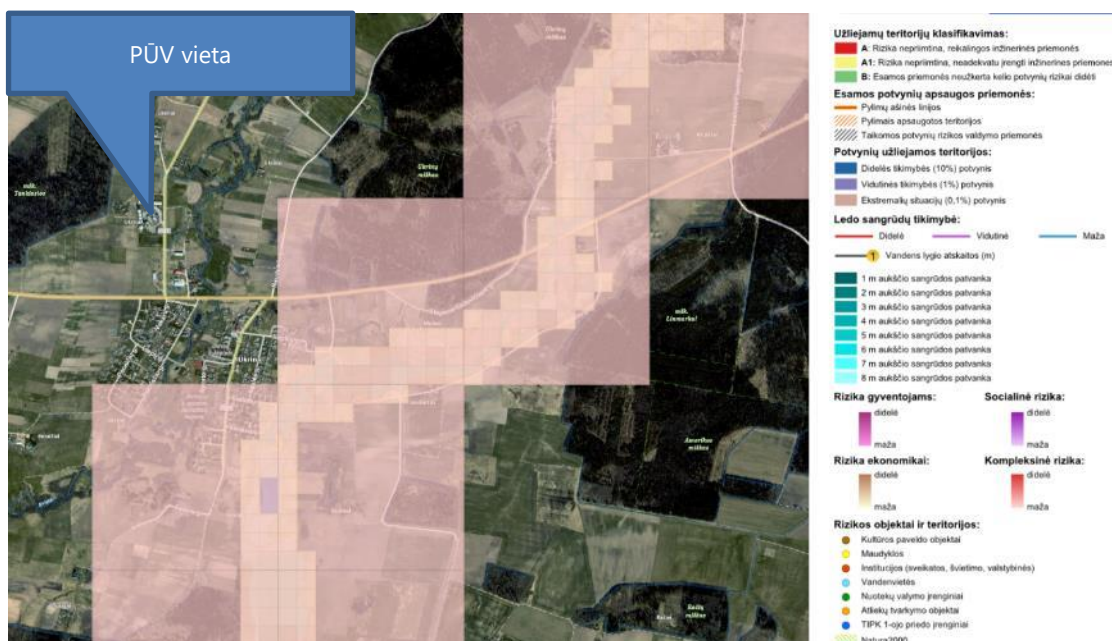 PŪV vieta
Užliejamų teritorijų klasifikavimas:
A: Rizika nepriimtina, reikalingos inžinerinės priemonės
A1: Rizika nepriimtina, neadekvatu įrengti inžinerines priemones
B: Esamos priemonės neužkerta kelio potvynių rizikai didėti
Esamos potvynių apsaugos priemonės:
Pylimų ašinės linijos
Pylimais apsaugotos teritorijos
Taikomos potvynių rizikos valdymo priemonės
Potvynių užliejamos teritorijos:
Didelės tikimybės (10%) potvynis
Vidutinės tikimybės (1%) potvynis
Ekstremalių situacijų (0,1%) potvynis
Ledo sangrūdų tikimybė:
Didelė Vidutinė Maža
1 Vandens lygio atskaitos (m)
1 m aukščio sangrūdos patvanka
2 m aukščio sangrūdos patvanka
3 m aukščio sangrūdos patvanka
4 m aukščio sangrūdos patvanka
5 m aukščio sangrūdos patvanka
6 m aukščio sangrūdos patvanka
7 m aukščio sangrūdos patvanka
8 m aukščio sangrūdos patvanka
Rizika gyventojams: Socialinė rizika:
didelė didelė
maža maža
Rizika ekonomikai: Kompleksinė rizika:
didelė didelė
maža maža
Rizikos objektai ir teritorijos:
Kultūros paveldo objektai
Maudyklos
Institucijos (sveikatos, švietimo, valstybinės)
Vandenvietės
Nuotekų valymo įrenginiai
Atliekų tvarkymo objektai
TIPK 1-ojo priedo įrenginiai
Natura2000